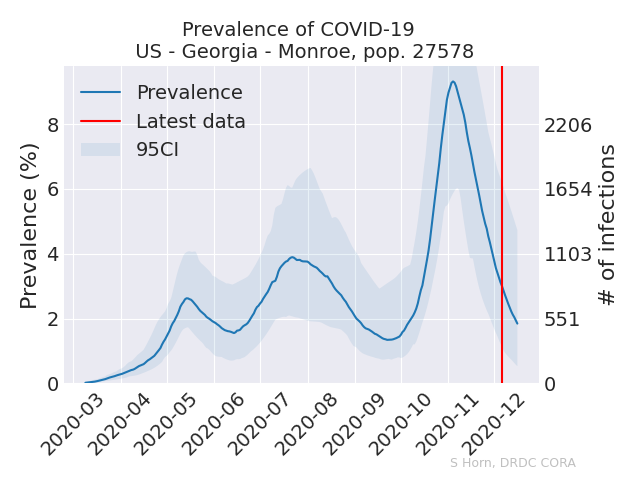 Prevalence of COVID-19
US - Georgia - Monroe, pop. 27578
Prevalence
Latest data
95CI
Prevalence (%)
8
6
4
2
0
2206
1654
1103
551
0
# of infections
2020-03
2020-04
2020-05
2020-06
2020-07
2020-08
2020-09
2020-10
2020-11
2020-12
S Horn, DRDC CORA